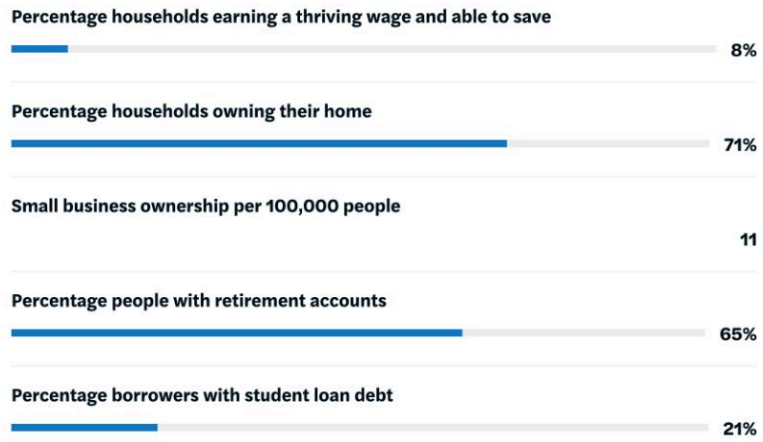 Percentage households earning a thriving wage and able to save
8%
Percentage households owning their home
71%
Small business ownership per 100,000 people
11
Percentage people with retirement accounts
65%
Percentage borrowers with student loan debt
21%